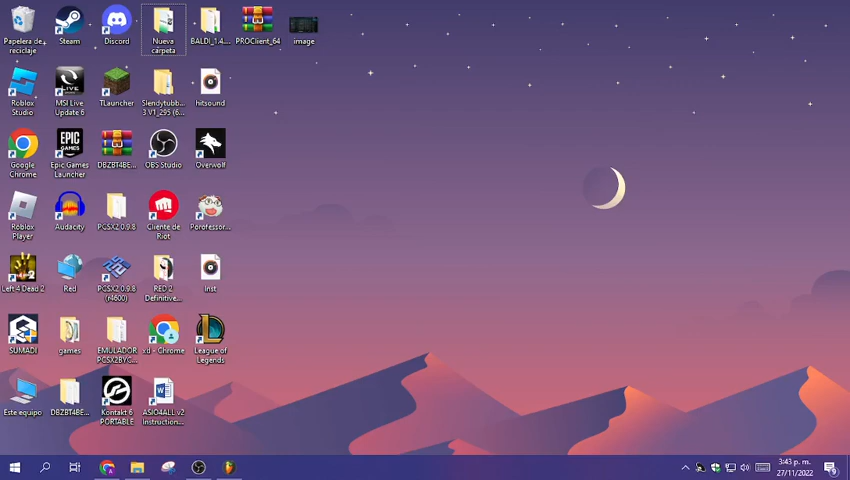 Papelera de
reciclaje
Steam
Discord
Nueva
carpeta
BALDI_1.4....
PROClient_64
image
Roblox
Studio
MSI Live
Update 6
TLauncher
Slendytubb...
3 V1_295 (6...
hitsound
Google
Chrome
Epic Games
Launcher
DBZBT4BE...
OBS Studio
Overwolf
Roblox
Player
Audacity
PCSX2 0.9.8
Cliente de
Riot
Porofessor...
Left 4 Dead 2
Red
PCSX2 0.9.8
(r4600)
RED 2
Definitive...
Inst
SUMADI
games
EMULADOR
PCSX2BYC...
xd - Chrome
League of
Legends
Este equipo
DBZBT4BE...
Kontakt 6
PORTABLE
ASIO4ALL v2
Instruction...
3:43 p. m.
27/11/2022